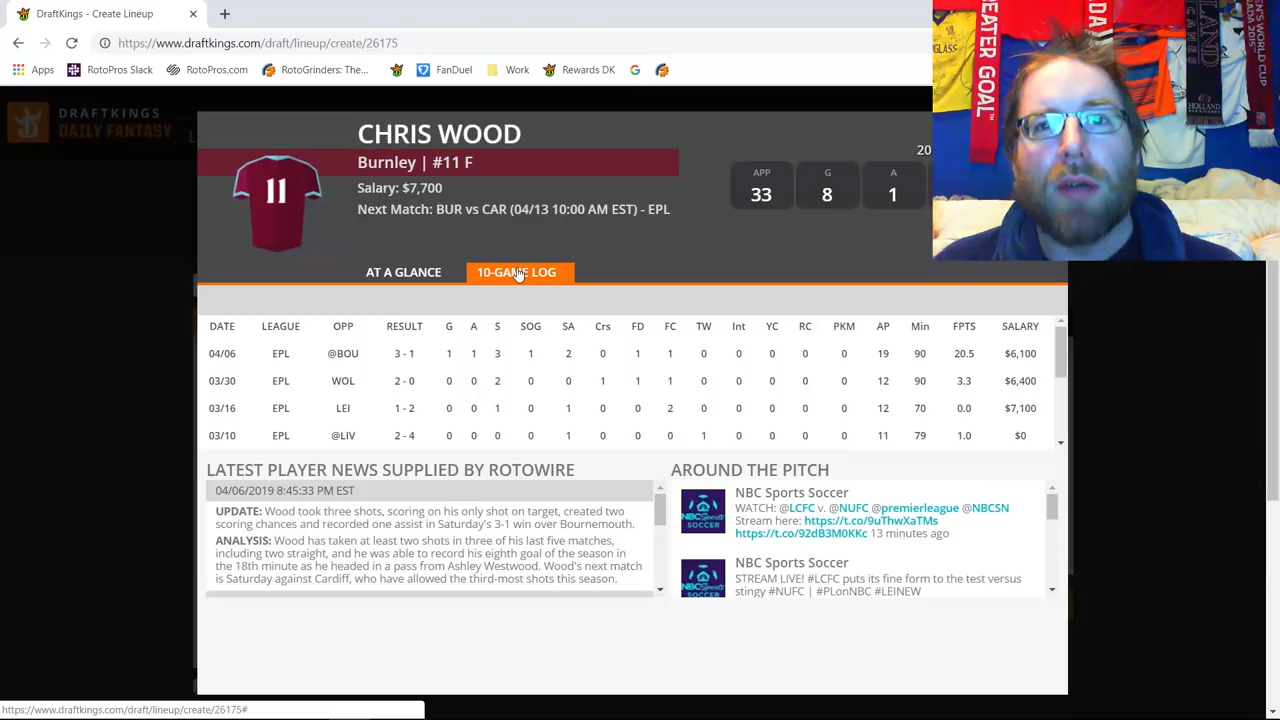 DraftKings - Create Lineup
https://www.draftkings.com/draft/lineup/create/26175
Apps RotoPros Slack RotoPros.com RotoGrinders: The... FanDuel Work Rewards DK
DRAFTKINGS
DAILY FANTASY
CHRIS WOOD
Burnley | #11 F
Salary: $7,700
Next Match: BUR vs CAR (04/13 10:00 AM EST) - EPL
11
20
APP G A
33 8 1
AT A GLANCE 10-GAME LOG
DATE LEAGUE OPP RESULT G A S SOG SA Crs FD FC TW Int YC RC PKM AP Min FPTS SALARY
04/06 EPL @BOU 3 - 1 1 1 3 1 2 0 1 1 0 0 0 0 0 19 90 20.5 $6,100
03/30 EPL WOL 2 - 0 0 0 2 0 0 1 1 1 0 0 0 0 0 12 90 3.3 $6,400
03/16 EPL LEI 1 - 2 0 0 1 0 1 0 0 2 0 0 0 0 0 12 70 0.0 $7,100
03/10 EPL @LIV 2 - 4 0 0 0 0 1 0 0 0 1 0 0 0 0 11 79 1.0 $0
LATEST PLAYER NEWS SUPPLIED BY ROTOWIRE
04/06/2019 8:45:33 PM EST
UPDATE: Wood took three shots, scoring on his only shot on target, created two
scoring chances and recorded one assist in Saturday's 3-1 win over Bournemouth.
ANALYSIS: Wood has taken at least two shots in three of his last five matches,
including two straight, and he was able to record his eighth goal of the season in
the 18th minute as he headed in a pass from Ashley Westwood. Wood's next match
is Saturday against Cardiff, who have allowed the third-most shots this season.
AROUND THE PITCH
NBC Sports Soccer
WATCH: @LCFC v. @NUFC @premierleague @NBCSN
Stream here: https://t.co/9uThwXaTMs
https://t.co/92dB3M0KKc 13 minutes ago
NBC Sports Soccer
STREAM LIVE! #LCFC puts its fine form to the test versus
stingy #NUFC | #PLonNBC #LEINEW
https://www.draftkings.com/draft/lineup/create/26175#
EATER GOAL
HOLLAND